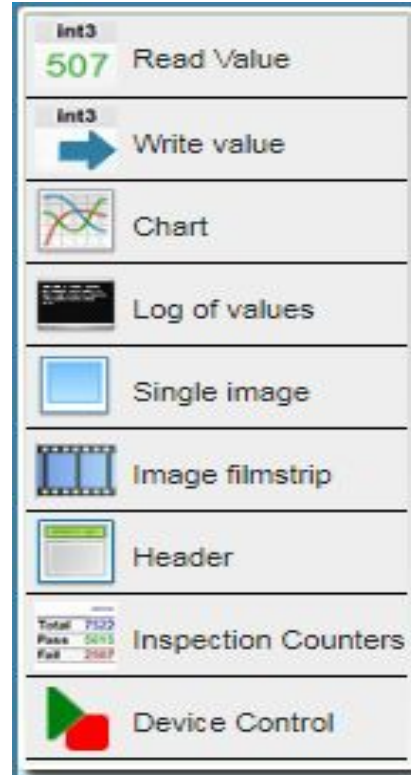 int3
507 Read Value
int3
Write value
Chart
Log of values
Single image
Image filmstrip
Header
Total
Pass
Fail
Inspection Counters
Device Control